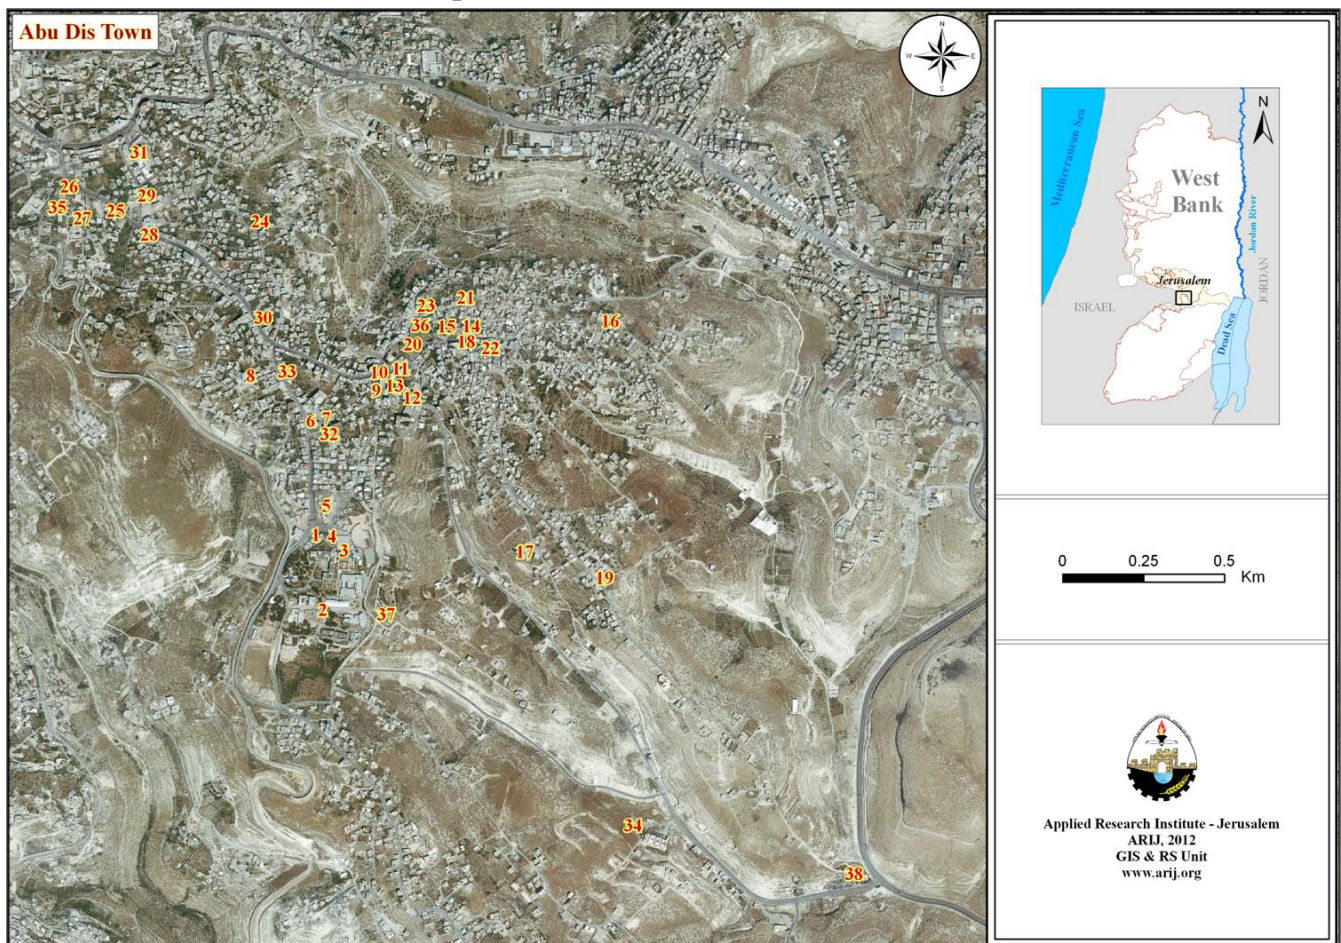 Abu Dis Town
N
W
E
S
31
26
29
35
27
25
24
28
21
23
30
36
15
14
16
20
18
22
8
33
10
11
9
13
12
6
7
32
5
1
4
3
17
19
2
37
34
38
Mediterranean Sea
N
West
Bank
Jordan River
JORDAN
Jerusalem
ISRAEL
Dead Sea
0
0.25
0.5
Km
Applied Research Institute - Jerusalem
ARIJ, 2012
GIS & RS Unit
www.arij.org